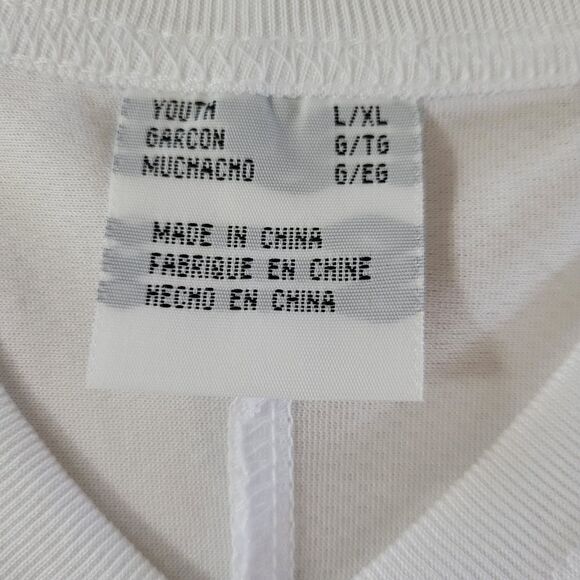 YOUTH L/XL
GARCON G/TG
MUCHACHO G/EG
MADE IN CHINA
FABRIQUE EN CHINE
HECHO EN CHINA